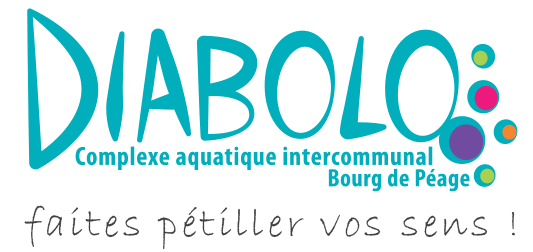 DIABOLO
Complexe aquatique intercommunal
Bourg de Péage
faites pétiller vos sens !